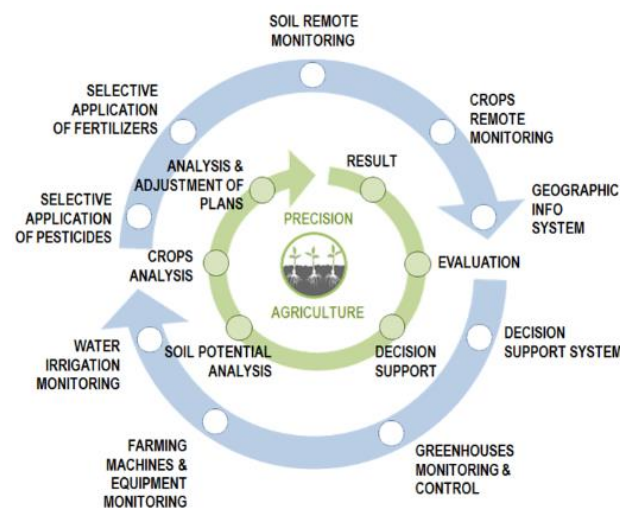 SOIL REMOTE
MONITORING
SELECTIVE
APPLICATION
OF FERTILIZERS
CROPS
REMOTE
MONITORING
ANALYSIS &
ADJUSTMENT OF
PLANS
RESULT
SELECTIVE
APPLICATION
OF PESTICIDES
GEOGRAPHIC
INFO
SYSTEM
PRECISION
AGRICULTURE
CROPS
ANALYSIS
EVALUATION
WATER
IRRIGATION
MONITORING
SOIL POTENTIAL
ANALYSIS
DECISION
SUPPORT
DECISION
SUPPORT SYSTEM
FARMING
MACHINES &
EQUIPMENT
MONITORING
GREENHOUSES
MONITORING &
CONTROL